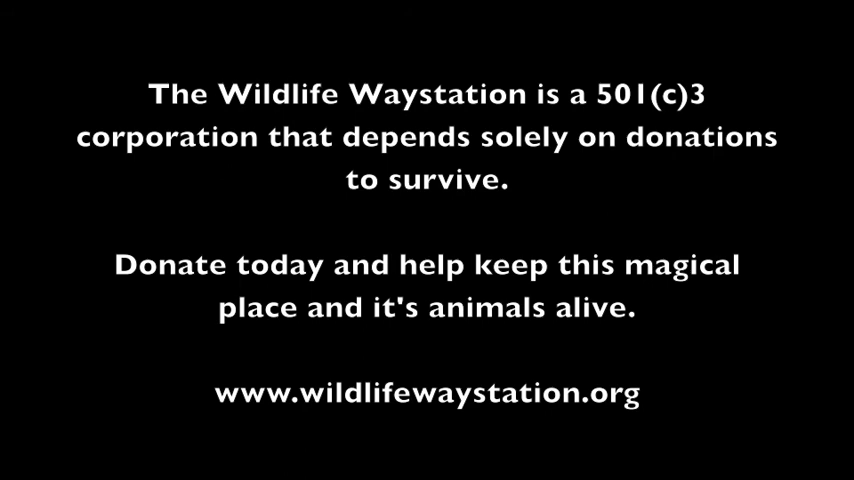 The Wildlife Waystation is a 501(c)3
corporation that depends solely on donations
to survive.
Donate today and help keep this magical
place and it's animals alive.
www.wildlifewaystation.org